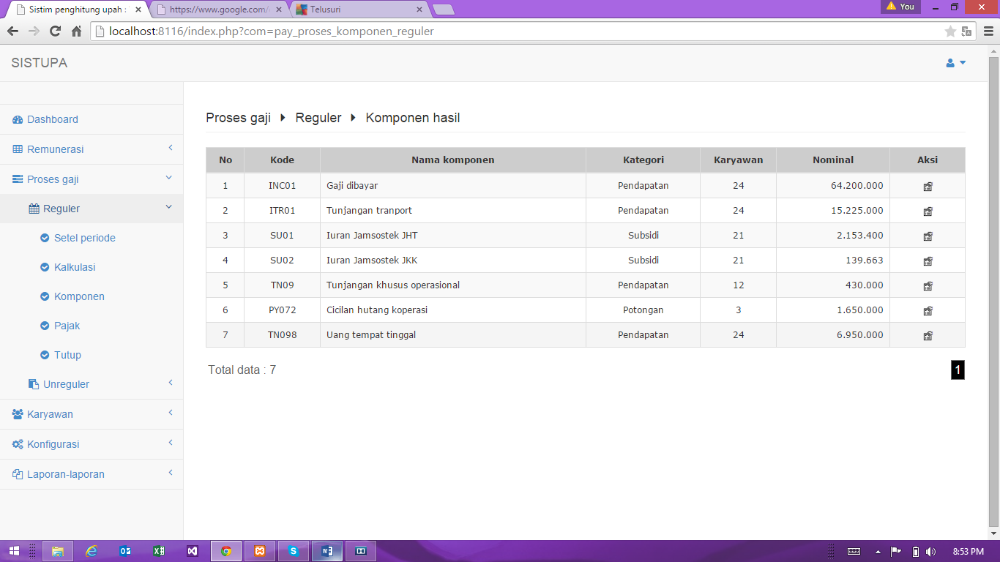 Sistim penghitung upah
https://www.google.com/
Telusuri
You
localhost:8116/index.php?com=pay_proses_komponen_reguler
SISTUPA
Dashboard
Remunerasi
Proses gaji
Reguler
Setel periode
Kalkulasi
Komponen
Pajak
Tutup
Unreguler
Karyawan
Konfigurasi
Laporan-laporan
Proses gaji Reguler Komponen hasil
No Kode Nama komponen Kategori Karyawan Nominal Aksi
1 INC01 Gaji dibayar Pendapatan 24 64.200.000
2 ITR01 Tunjangan tranport Pendapatan 24 15.225.000
3 SU01 Iuran Jamsostek JHT Subsidi 21 2.153.400
4 SU02 Iuran Jamsostek JKK Subsidi 21 139.663
5 TN09 Tunjangan khusus operasional Pendapatan 12 430.000
6 PY072 Cicilan hutang koperasi Potongan 3 1.650.000
7 TN098 Uang tempat tinggal Pendapatan 24 6.950.000
Total data : 7
1
8:53 PM